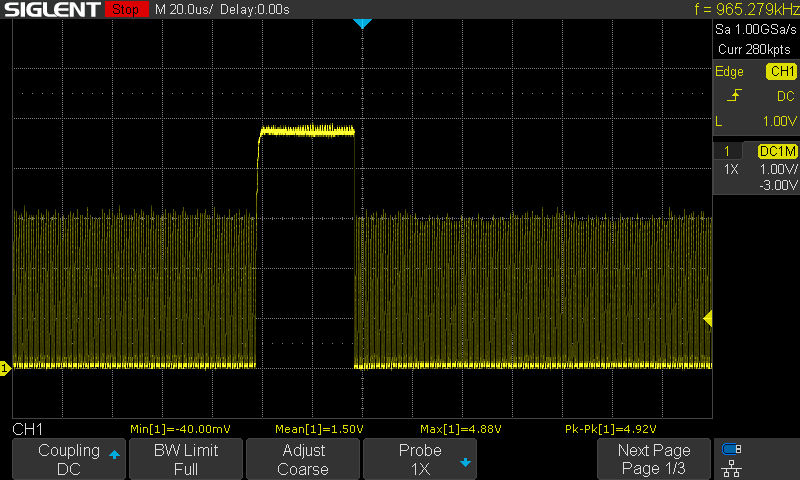 SIGLENT Stop M 20.0us/ Delay:0.00s f = 965.279kHz
Sa 1.00GSa/s
Curr 280kpts
Edge CH1
DC
L 1.00V
1 DC1M
1X 1.00V/
-3.00V
1
CH1 Min[1]=-40.00mV Mean[1]=1.50V Max[1]=4.88V Pk-Pk[1]=4.92V
Coupling BW Limit Adjust Probe Next Page
DC Full Coarse 1X Page 1/3